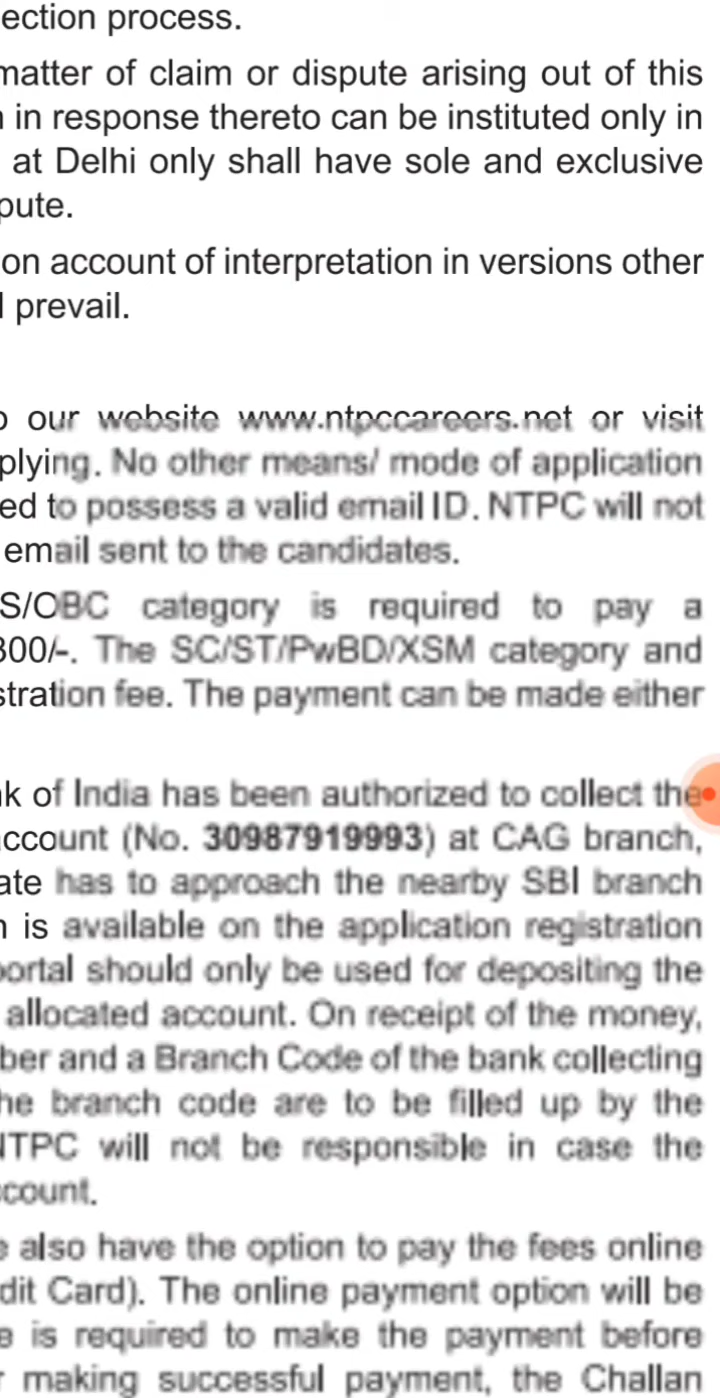 ection process.
matter of claim or dispute arising out of this
in response thereto can be instituted only in
at Delhi only shall have sole and exclusive
pute.
on account of interpretation in versions other
l prevail.
o our website www.ntpccareers.net or visit
plying. No other means/ mode of application
ed to possess a valid email ID. NTPC will not
email sent to the candidates.
S/OBC category is required to pay a
300/-. The SC/ST/PwBD/XSM category and
stration fee. The payment can be made either
k of India has been authorized to collect the
ccount (No. 30987919993) at CAG branch,
ate has to approach the nearby SBI branch
n is available on the application registration
portal should only be used for depositing the
allocated account. On receipt of the money,
ber and a Branch Code of the bank collecting
he branch code are to be filled up by the
NTPC will not be responsible in case the
count.
e also have the option to pay the fees online
dit Card). The online payment option will be
e is required to make the payment before
r making successful payment, the Challan